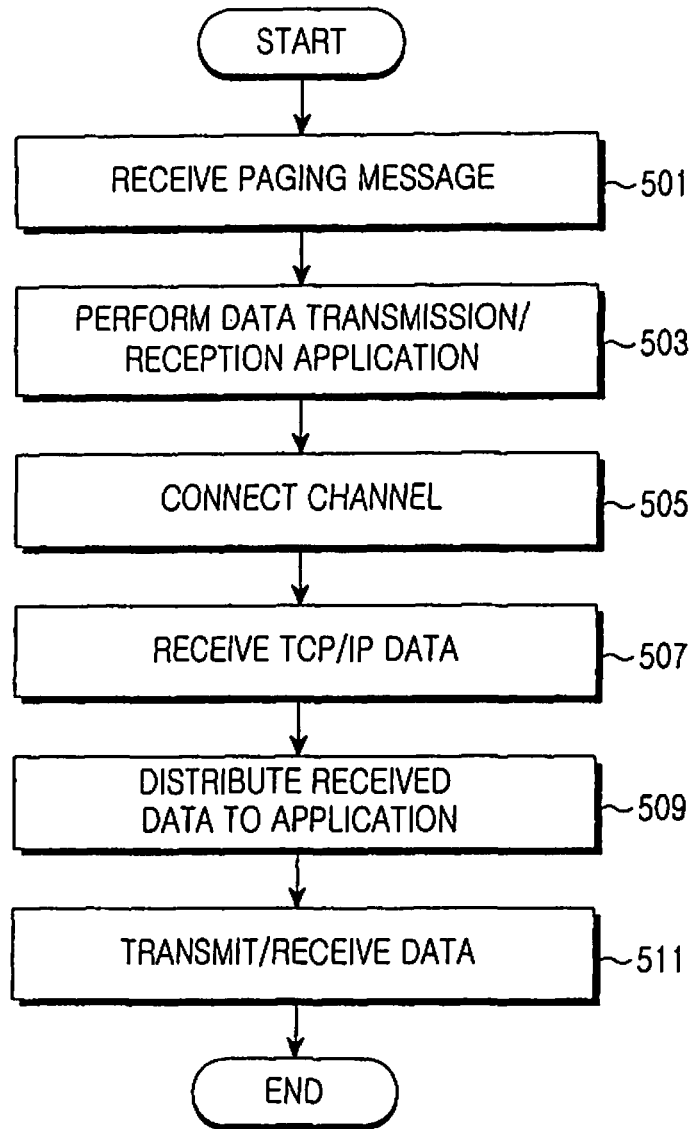 START
RECEIVE PAGING MESSAGE
501
PERFORM DATA TRANSMISSION/
RECEPTION APPLICATION
503
CONNECT CHANNEL
505
RECEIVE TCP/IP DATA
507
DISTRIBUTE RECEIVED
DATA TO APPLICATION
509
TRANSMIT/RECEIVE DATA
511
END